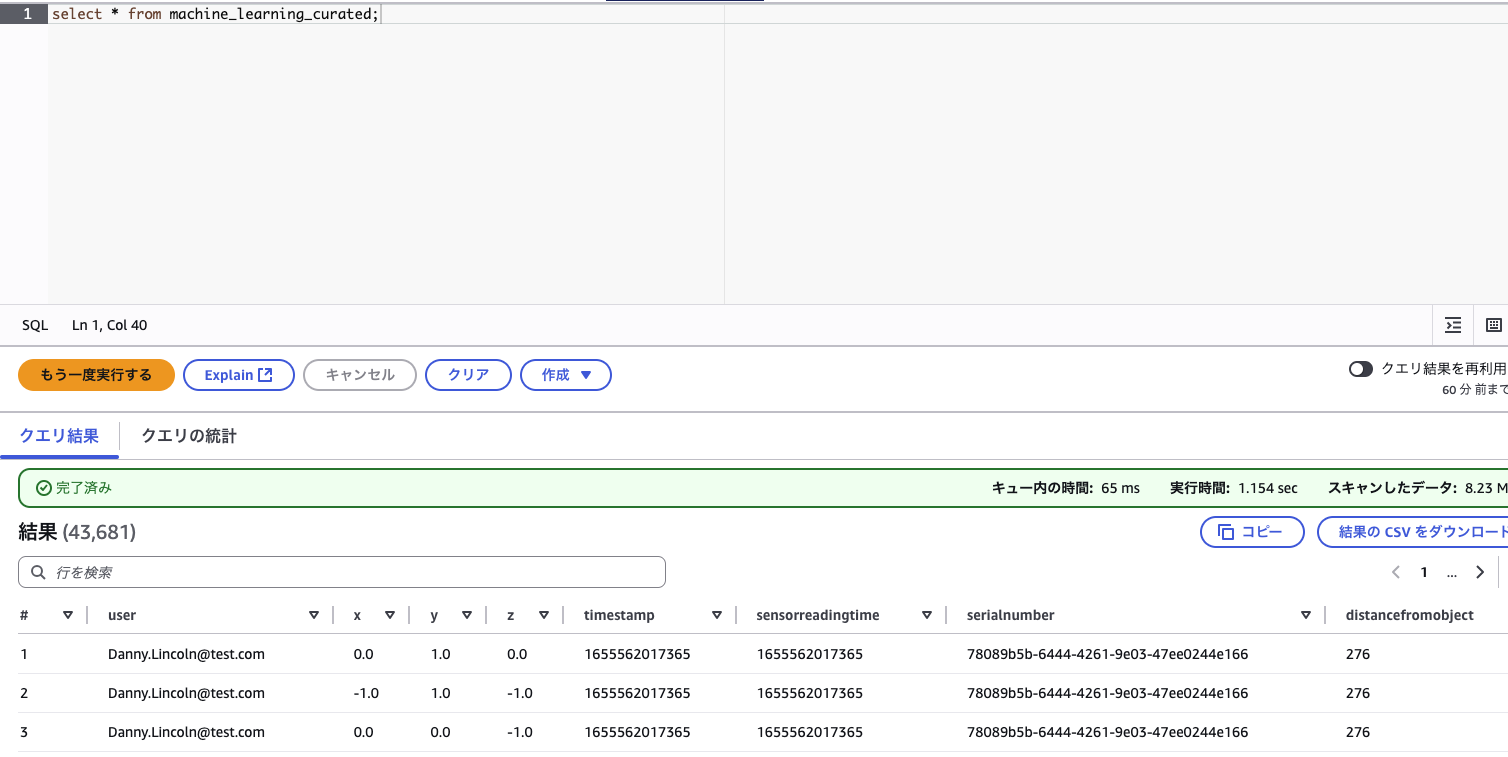 1 select * from machine_learning_curated;
SQL Ln 1, Col 40
もう一度実行する Explain キャンセル クリア 作成 クエリ結果を再利用
60 分 前まで
クエリ結果 クエリの統計
完了済み キュー内の時間: 65 ms 実行時間: 1.154 sec スキャンしたデータ: 8.23 M
結果 (43,681) コピー 結果の CSV をダウンロード
行を検索 1 ...
# user x y z timestamp sensorreadingtime serialnumber distancefromobject
1 Danny.Lincoln@test.com 0.0 1.0 0.0 1655562017365 1655562017365 78089b5b-6444-4261-9e03-47ee0244e166 276
2 Danny.Lincoln@test.com -1.0 1.0 -1.0 1655562017365 1655562017365 78089b5b-6444-4261-9e03-47ee0244e166 276
3 Danny.Lincoln@test.com 0.0 0.0 -1.0 1655562017365 1655562017365 78089b5b-6444-4261-9e03-47ee0244e166 276